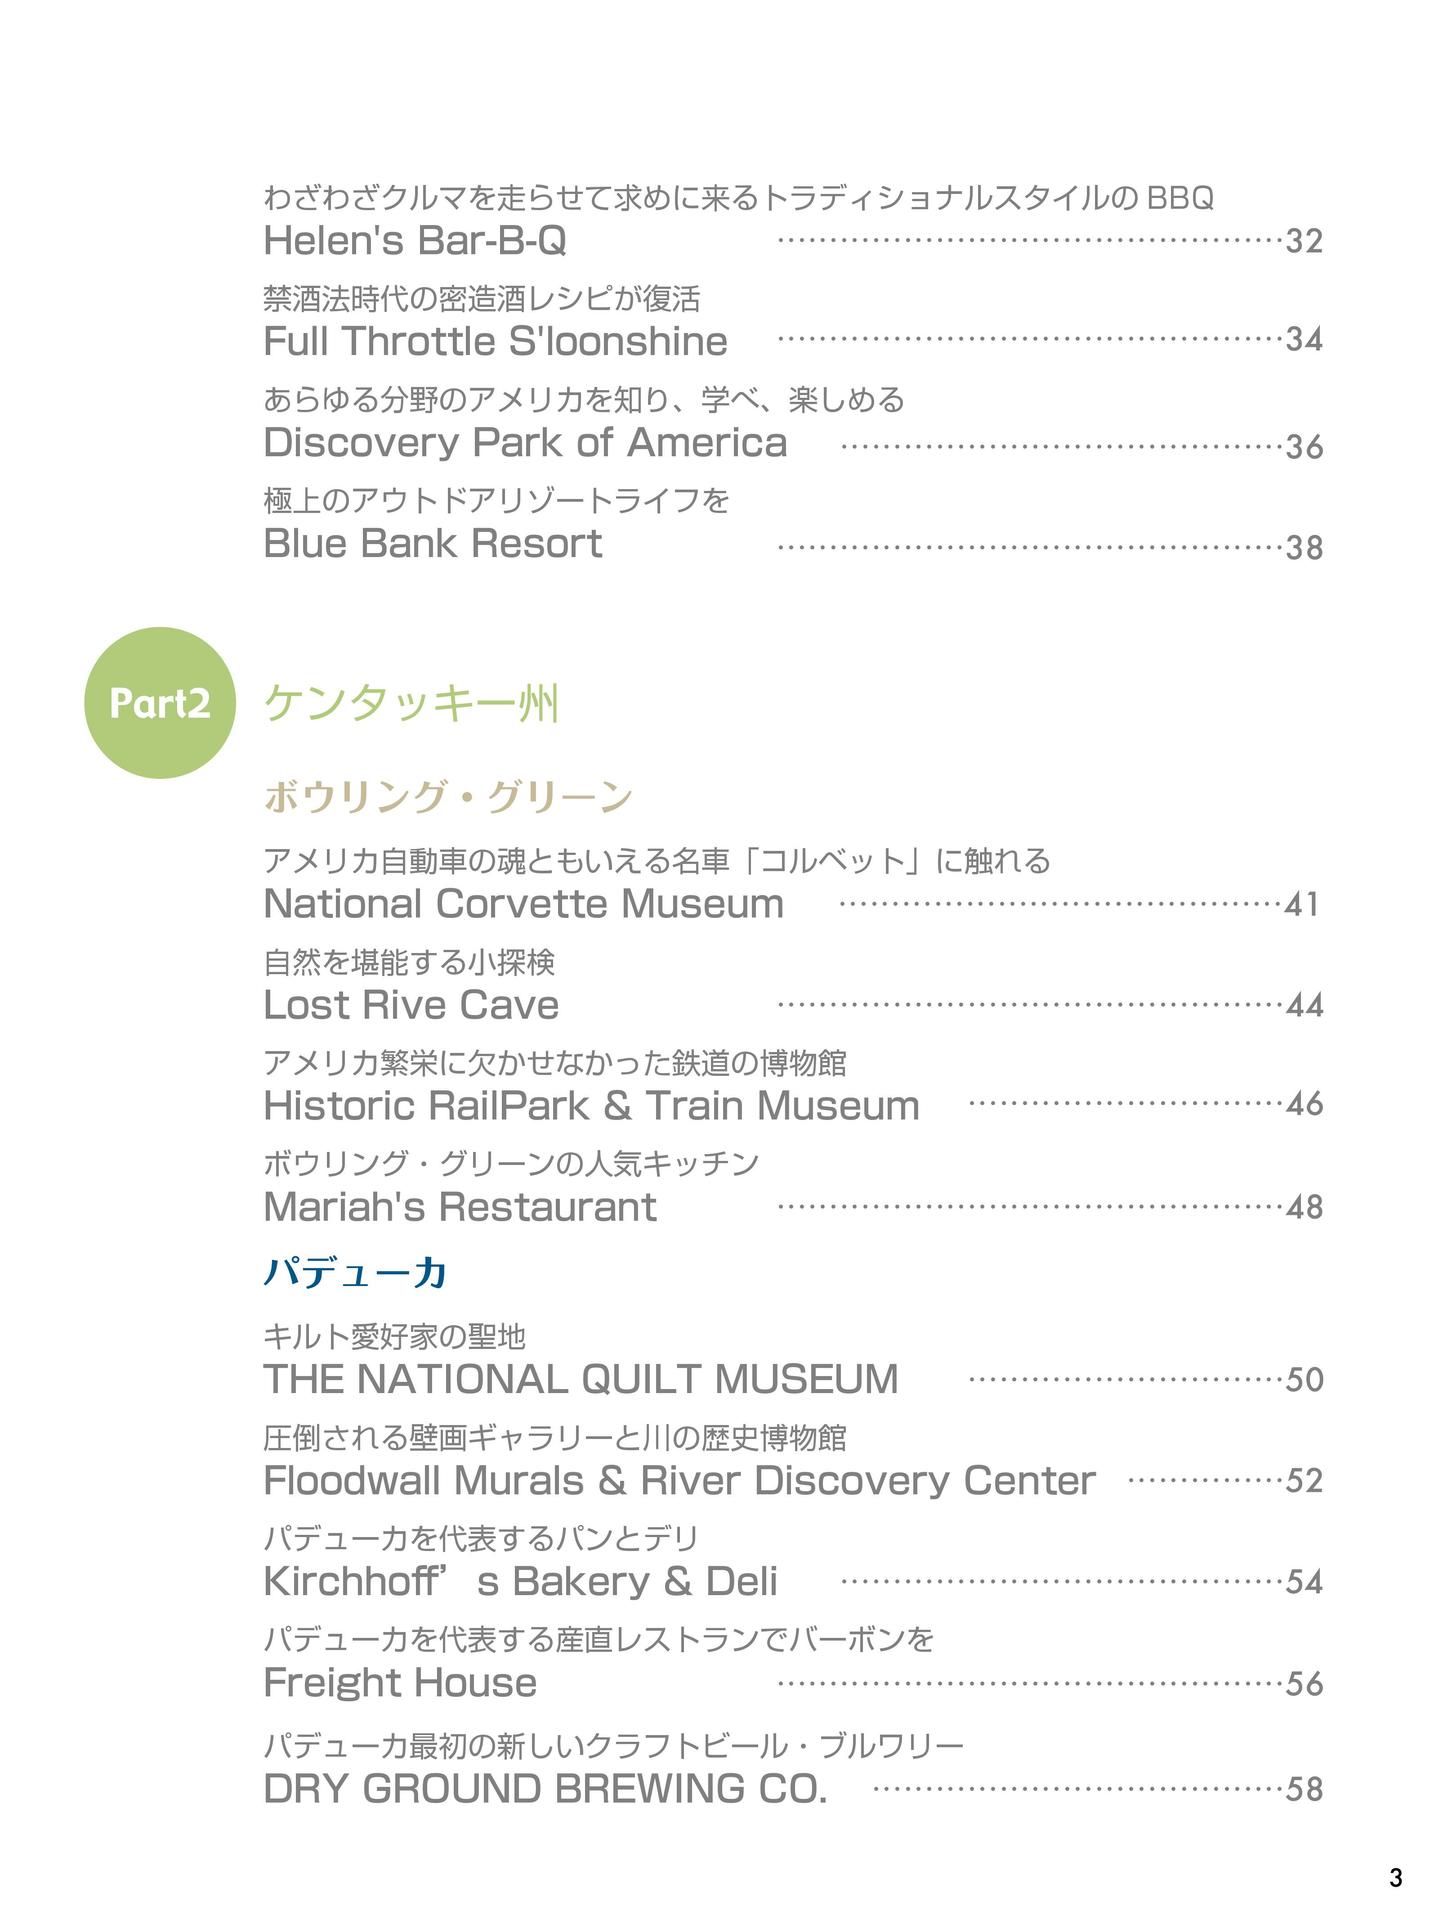 わざわざクルマを走らせて求めに来るトラディショナルスタイルの BBQ
Helen's Bar-B-Q ……………………………………………32
禁酒法時代の密造酒レシピが復活
Full Throttle S'loonshine ……………………………………………34
あらゆる分野のアメリカを知り、学べ、楽しめる
Discovery Park of America ………………………………………36
極上のアウトドアリゾートライフを
Blue Bank Resort ……………………………………………38
Part2 ケンタッキー州
ボウリング・グリーン
アメリカ自動車の魂ともいえる名車「コルベット」に触れる
National Corvette Museum ………………………………………41
自然を堪能する小探検
Lost Rive Cave ……………………………………………44
アメリカ繁栄に欠かせなかった鉄道の博物館
Historic RailPark & Train Museum …………………………46
ボウリング・グリーンの人気キッチン
Mariah's Restaurant ……………………………………………48
パデューカ
キルト愛好家の聖地
THE NATIONAL QUILT MUSEUM …………………………50
圧倒される壁画ギャラリーと川の歴史博物館
Floodwall Murals & River Discovery Center ……………52
パデューカを代表するパンとデリ
Kirchhoff’s Bakery & Deli ………………………………………54
パデューカを代表する産直レストランでバーボンを
Freight House ……………………………………………56
パデューカ最初の新しいクラフトビール・ブルワリー
DRY GROUND BREWING CO. ……………………………………58
3